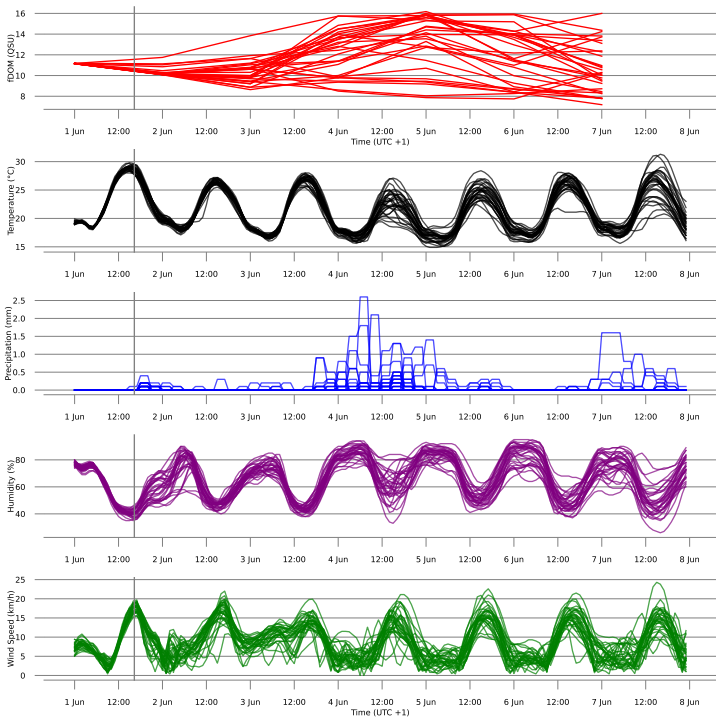 16
14
12
10
8
fDOM (QSU)
1 Jun 12:00 2 Jun 12:00 3 Jun 12:00 4 Jun 12:00 5 Jun 12:00 6 Jun 12:00 7 Jun 12:00 8 Jun
Time (UTC +1)
30
25
20
15
Temperature (°C)
1 Jun 12:00 2 Jun 12:00 3 Jun 12:00 4 Jun 12:00 5 Jun 12:00 6 Jun 12:00 7 Jun 12:00 8 Jun
2.5
2.0
1.5
1.0
0.5
0.0
Precipitation (mm)
1 Jun 12:00 2 Jun 12:00 3 Jun 12:00 4 Jun 12:00 5 Jun 12:00 6 Jun 12:00 7 Jun 12:00 8 Jun
80
60
40
Humidity (%)
1 Jun 12:00 2 Jun 12:00 3 Jun 12:00 4 Jun 12:00 5 Jun 12:00 6 Jun 12:00 7 Jun 12:00 8 Jun
25
20
15
10
5
0
Wind Speed (km/h)
1 Jun 12:00 2 Jun 12:00 3 Jun 12:00 4 Jun 12:00 5 Jun 12:00 6 Jun 12:00 7 Jun 12:00 8 Jun
Time (UTC +1)